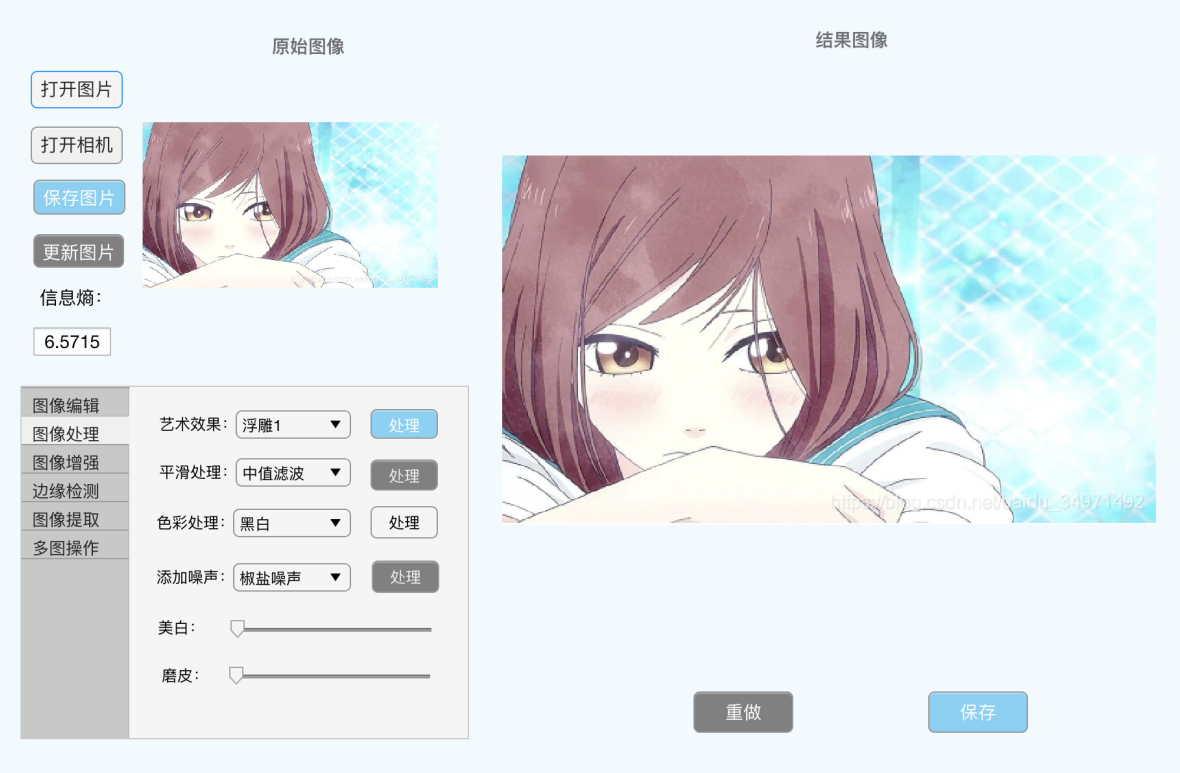 原始图像
结果图像
打开图片
打开相机
保存图片
更新图片
信息熵：
6.5715
图像编辑
图像处理
图像增强
边缘检测
图像提取
多图操作
艺术效果：
浮雕1
处理
平滑处理：
中值滤波
处理
色彩处理：
黑白
处理
添加噪声：
椒盐噪声
处理
美白：
磨皮：
https://blog.csdn.net/baidu_34971492
重做
保存